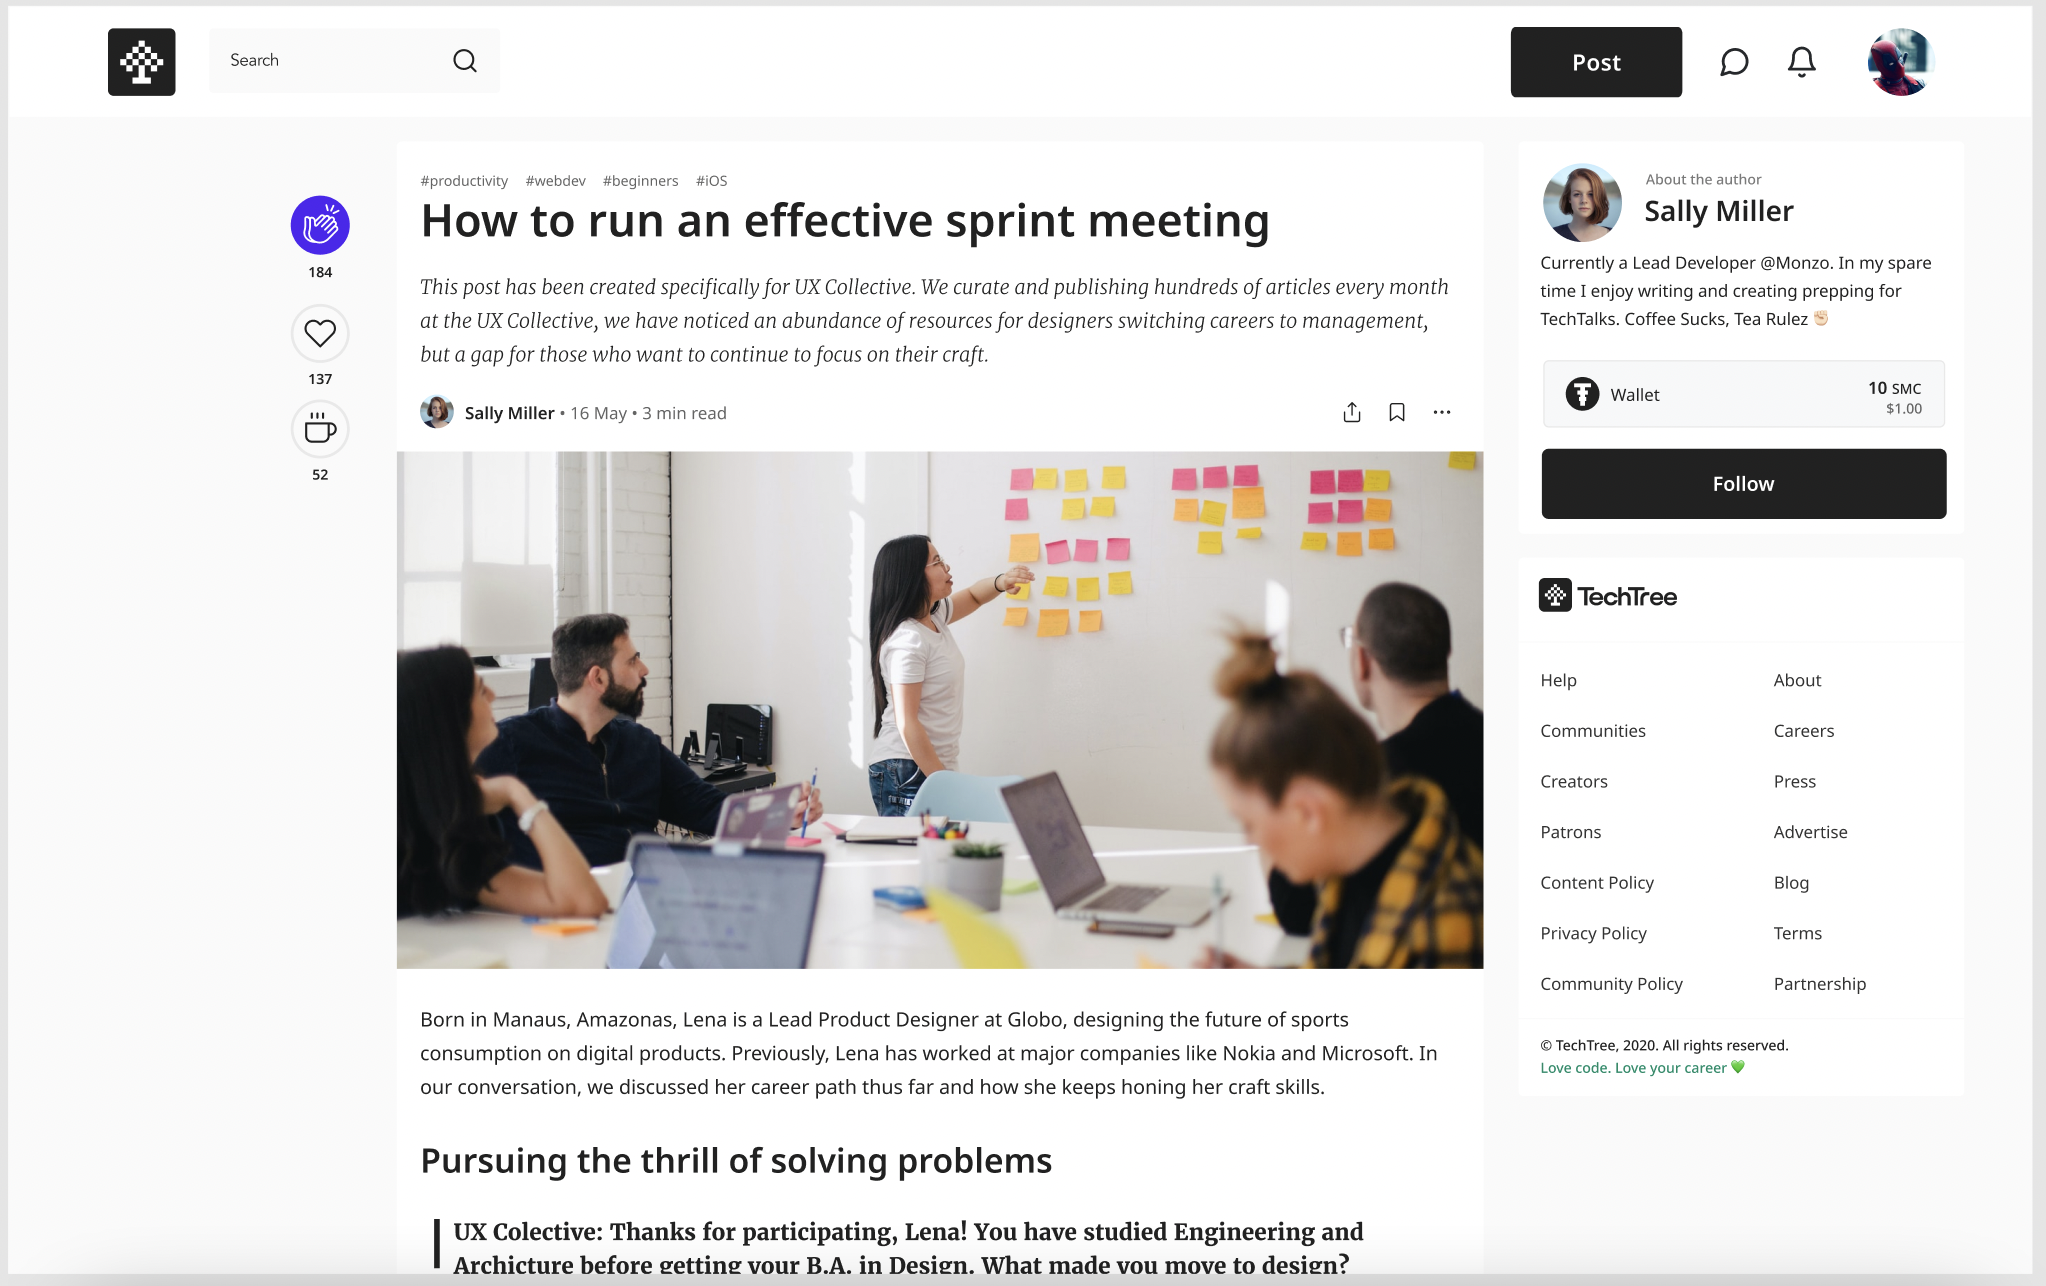 Search
Post
#productivity #webdev #beginners #iOS
How to run an effective sprint meeting
This post has been created specifically for UX Collective. We curate and publishing hundreds of articles every month
at the UX Collective, we have noticed an abundance of resources for designers switching careers to management,
but a gap for those who want to continue to focus on their craft.
Sally Miller • 16 May • 3 min read
184
137
52
Born in Manaus, Amazonas, Lena is a Lead Product Designer at Globo, designing the future of sports
consumption on digital products. Previously, Lena has worked at major companies like Nokia and Microsoft. In
our conversation, we discussed her career path thus far and how she keeps honing her craft skills.
Pursuing the thrill of solving problems
UX Colective: Thanks for participating, Lena! You have studied Engineering and
Archicture before getting your B.A. in Design. What made you move to design?
About the author
Sally Miller
Currently a Lead Developer @Monzo. In my spare
time I enjoy writing and creating prepping for
TechTalks. Coffee Sucks, Tea Rulez ✊🏻
Wallet
10 SMC
$1.00
Follow
TechTree
Help About
Communities Careers
Creators Press
Patrons Advertise
Content Policy Blog
Privacy Policy Terms
Community Policy Partnership
© TechTree, 2020. All rights reserved.
Love code. Love your career 💚